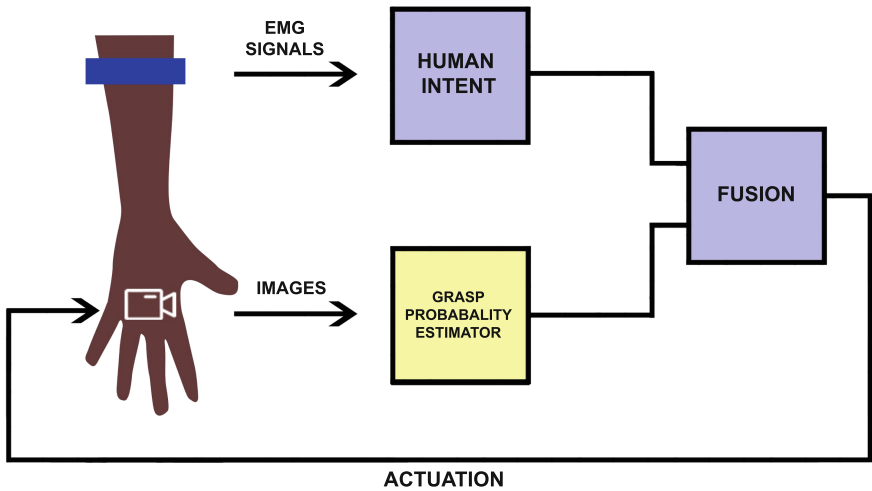 EMG
SIGNALS
HUMAN
INTENT
FUSION
IMAGES
GRASP
PROBABALITY
ESTIMATOR
ACTUATION